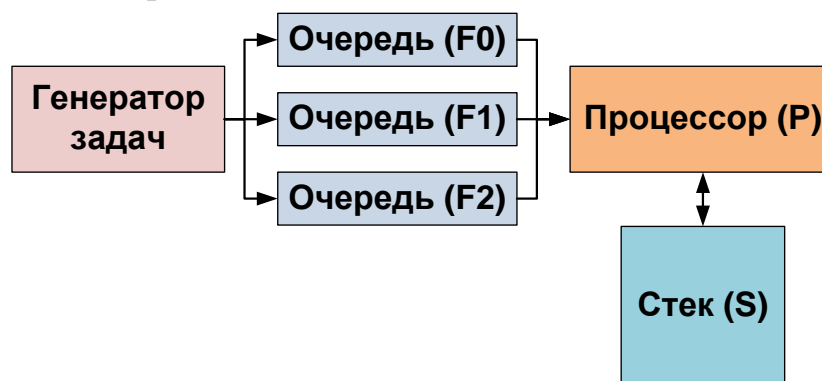 Очередь (F0)
Генератор
задач
Очередь (F1)
Процессор (P)
Очередь (F2)
Стек (S)